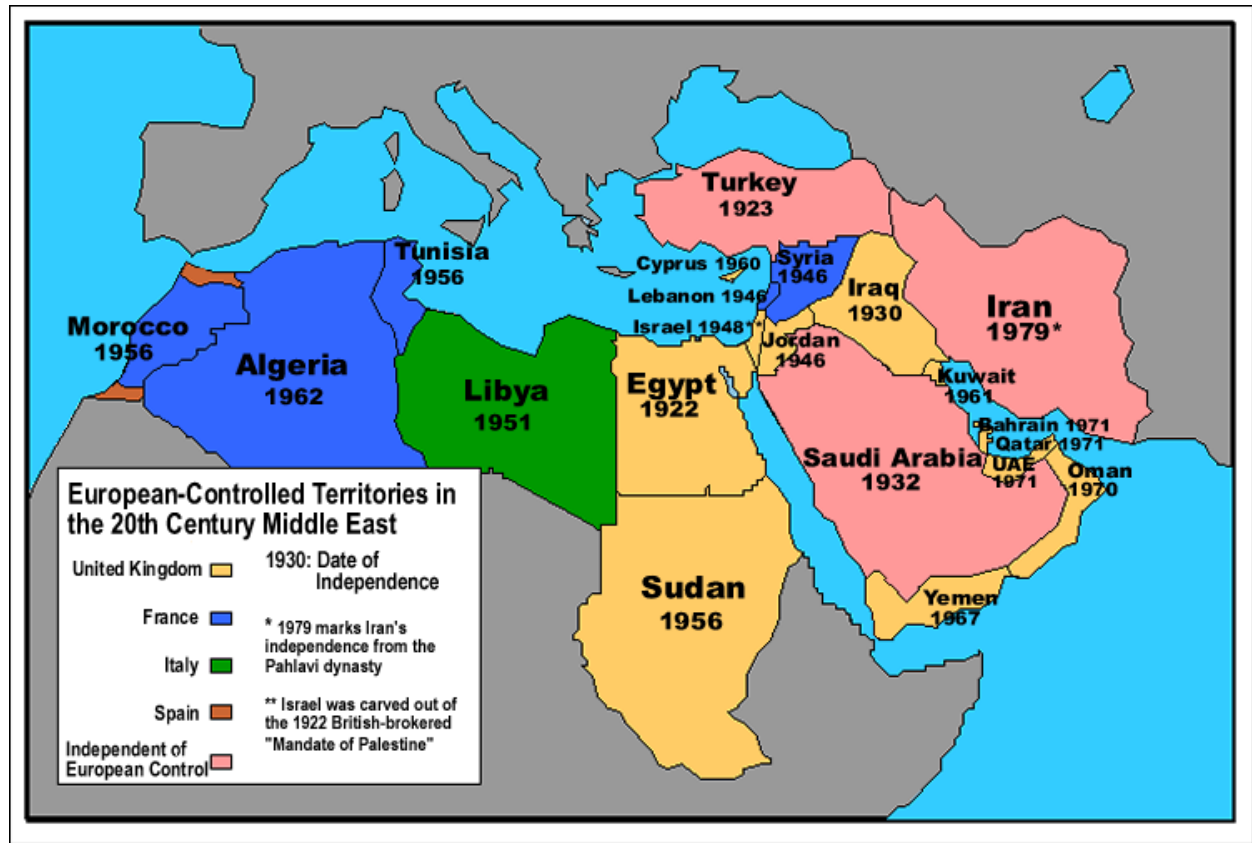 Turkey
1923
Tunisia
1956
Cyprus 1960
Syria
1946
Lebanon 1946
Iraq
1930
Iran
1979*
Morocco
1956
Israel 1948**
Jordan
1946
Algeria
1962
Libya
1951
Egypt
1922
Kuwait
1961
Bahrain 1971
Qatar 1971
Saudi Arabia
1932
UAE
1971
Oman
1970
Sudan
1956
Yemen
1967
European-Controlled Territories in
the 20th Century Middle East
United Kingdom
France
Italy
Spain
Independent of
European Control
1930: Date of
Independence
* 1979 marks Iran's
independence from the
Pahlavi dynasty
** Israel was carved out of
the 1922 British-brokered
"Mandate of Palestine"